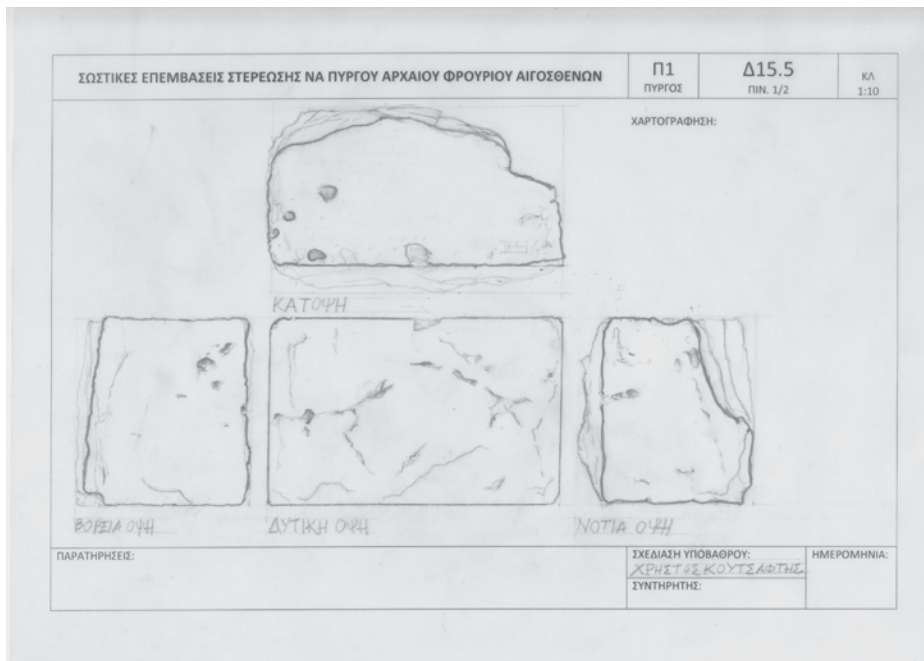 ΣΩΣΤΙΚΕΣ ΕΠΕΜΒΑΣΕΙΣ ΣΤΕΡΕΩΣΗΣ ΝΑ ΠΥΡΓΟΥ ΑΡΧΑΙΟΥ ΦΡΟΥΡΙΟΥ ΑΙΓΟΣΘΕΝΩΝ
Π1
ΠΥΡΓΟΣ
Δ15.5
ΠΙΝ. 1/2
ΚΛ
1:10
ΧΑΡΤΟΓΡΑΦΗΣΗ:
ΚΑΤΟΨΗ
ΒΟΡΕΙΑ ΟΨΗ
ΔΥΤΙΚΗ ΟΨΗ
ΝΟΤΙΑ ΟΨΗ
ΠΑΡΑΤΗΡΗΣΕΙΣ:
ΣΧΕΔΙΑΣΗ ΥΠΟΒΑΘΡΟΥ:
ΧΡΗΣΤΟΣ ΚΟΥΤΣΑΦΤΗΣ
ΣΥΝΤΗΡΗΤΗΣ:
ΗΜΕΡΟΜΗΝΙΑ: